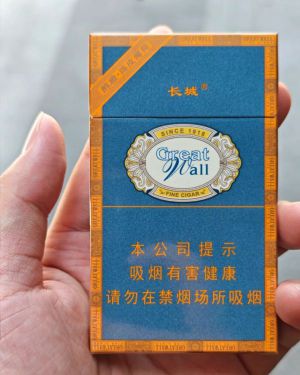 长城®
SINCE 1918
Great
Wall
FINE CIGAR
本公司提示
吸烟有害健康
请勿在禁烟场所吸烟